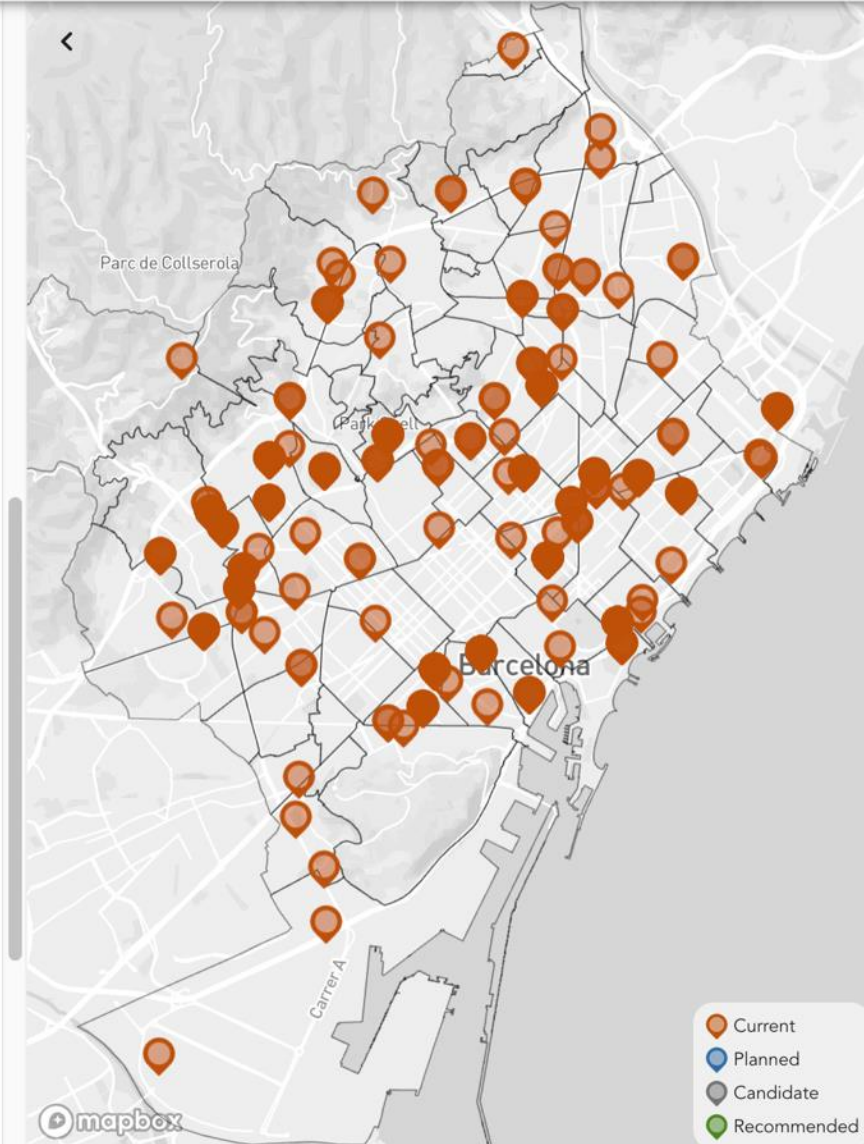 Parc de Collserola
Barcelona
Carrer A
Current
Planned
Candidate
Recommended
mapbox